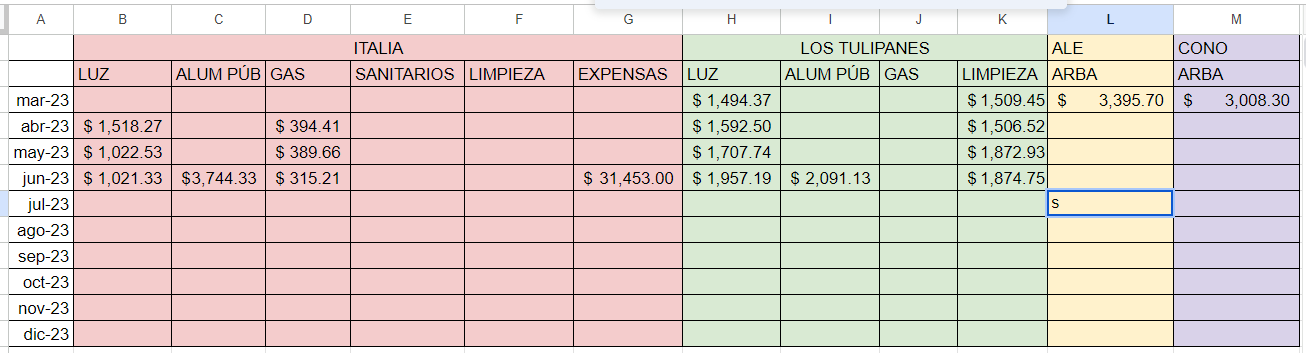 A B C D E F G H I J K L M
ITALIA LOS TULIPANES ALE CONO
LUZ ALUM PÚB GAS SANITARIOS LIMPIEZA EXPENSAS LUZ ALUM PÚB GAS LIMPIEZA ARBA ARBA
mar-23 $ 1,494.37 $ 1,509.45 $ 3,395.70 $ 3,008.30
abr-23 $ 1,518.27 $ 394.41 $ 1,592.50 $ 1,506.52
may-23 $ 1,022.53 $ 389.66 $ 1,707.74 $ 1,872.93
jun-23 $ 1,021.33 $3,744.33 $ 315.21 $ 31,453.00 $ 1,957.19 $ 2,091.13 $ 1,874.75
jul-23 s
ago-23
sep-23
oct-23
nov-23
dic-23